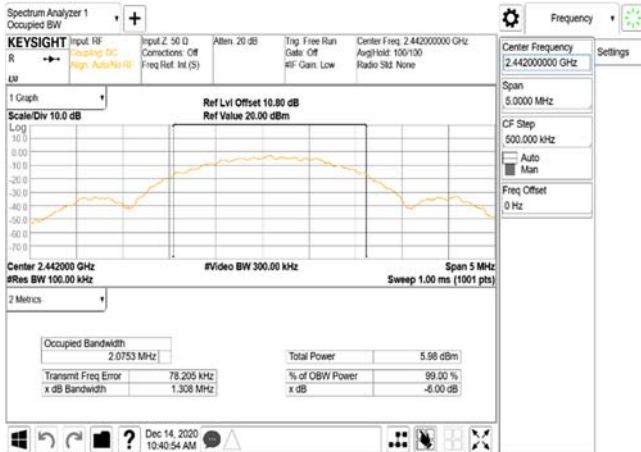 Spectrum Analyzer 1
Occupied BW
+
Frequency
KEYSIGHT
R
LXI
Input: RF
Coupling: DC
Align: Auto/No RF
Input Z: 50 Ω
Corrections: Off
Freq Ref: Int (S)
Atten: 20 dB
Trig: Free Run
Gate: Off
#IF Gain: Low
Center Freq: 2.442000000 GHz
Avg|Hold: 100/100
Radio Std: None
Center Frequency
2.442000000 GHz
Settings
Span
5.0000 MHz
CF Step
500.000 kHz
Auto
Man
Freq Offset
0 Hz
1 Graph
Scale/Div 10.0 dB
Ref Lvl Offset 10.80 dB
Ref Value 20.00 dBm
Log
10.0
0.00
-10.0
-20.0
-30.0
-40.0
-50.0
-60.0
-70.0
Center 2.442000 GHz
#Res BW 100.00 kHz
#Video BW 300.00 kHz
Span 5 MHz
Sweep 1.00 ms (1001 pts)
2 Metrics
Occupied Bandwidth
2.0753 MHz
Transmit Freq Error 78.205 kHz
x dB Bandwidth 1.308 MHz
Total Power 5.98 dBm
% of OBW Power 99.00 %
x dB -6.00 dB
?
Dec 14, 2020
10:40:54 AM